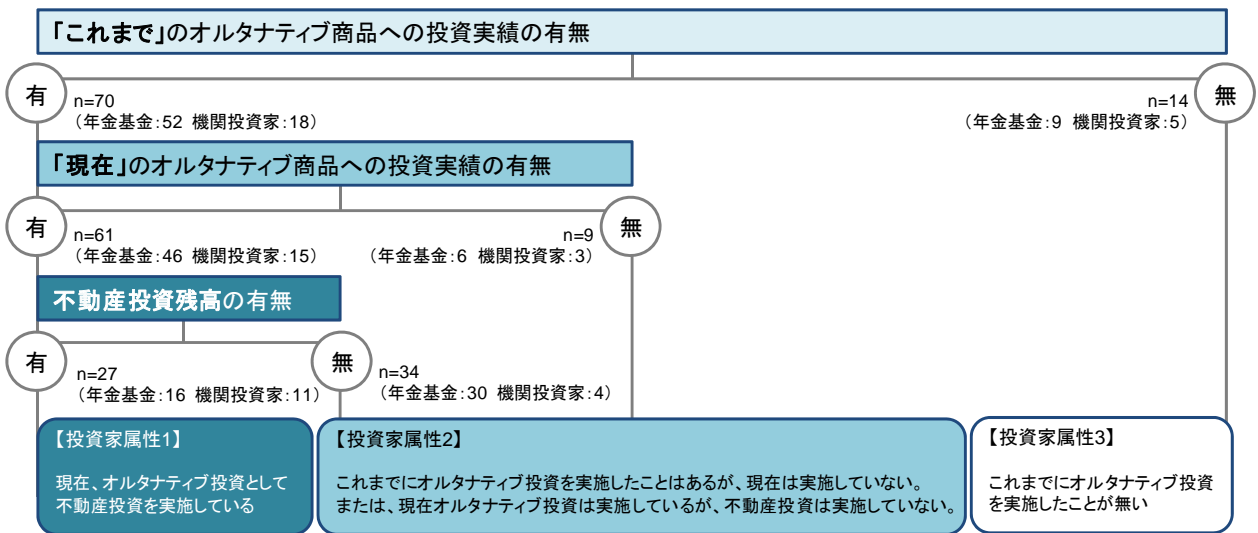 「これまで」のオルタナティブ商品への投資実績の有無
有
n=70
（年金基金：52 機関投資家：18）
n=14
（年金基金：9 機関投資家：5）
無
「現在」のオルタナティブ商品への投資実績の有無
有
n=61
（年金基金：46 機関投資家：15）
n=9
（年金基金：6 機関投資家：3）
無
不動産投資残高の有無
有
n=27
（年金基金：16 機関投資家：11）
無
n=34
（年金基金：30 機関投資家：4）
【投資家属性1】
現在、オルタナティブ投資として
不動産投資を実施している
【投資家属性2】
これまでにオルタナティブ投資を実施したことはあるが、現在は実施していない。
または、現在オルタナティブ投資は実施しているが、不動産投資は実施していない。
【投資家属性3】
これまでにオルタナティブ投資
を実施したことが無い